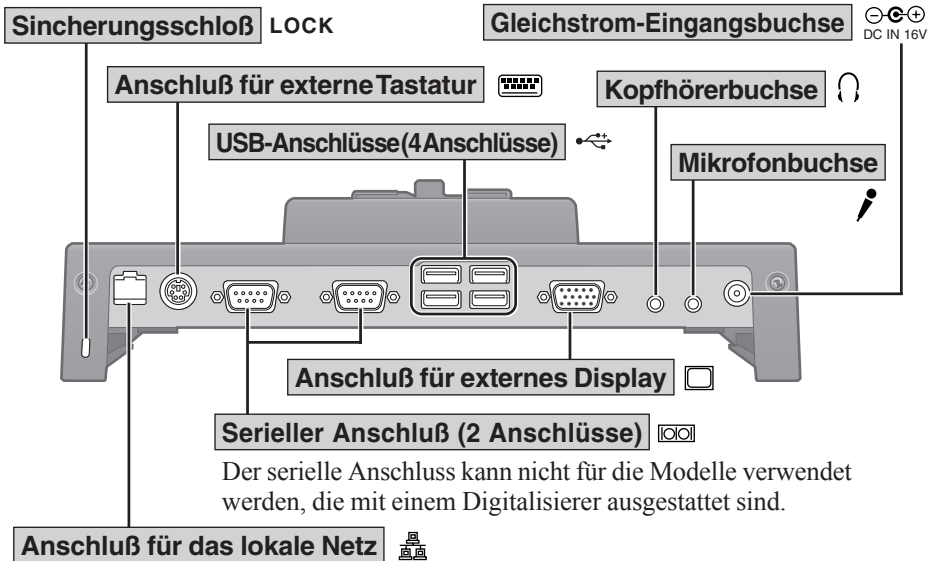 Sincherungsschloß LOCK
Gleichstrom-Eingangsbuchse
DC IN 16V
Anschluß für externe Tastatur
Kopfhörerbuchse
USB-Anschlüsse (4 Anschlüsse)
Mikrofonbuchse
Anschluß für externes Display
Serieller Anschluß (2 Anschlüsse)
Der serielle Anschluss kann nicht für die Modelle verwendet
werden, die mit einem Digitalisierer ausgestattet sind.
Anschluß für das lokale Netz